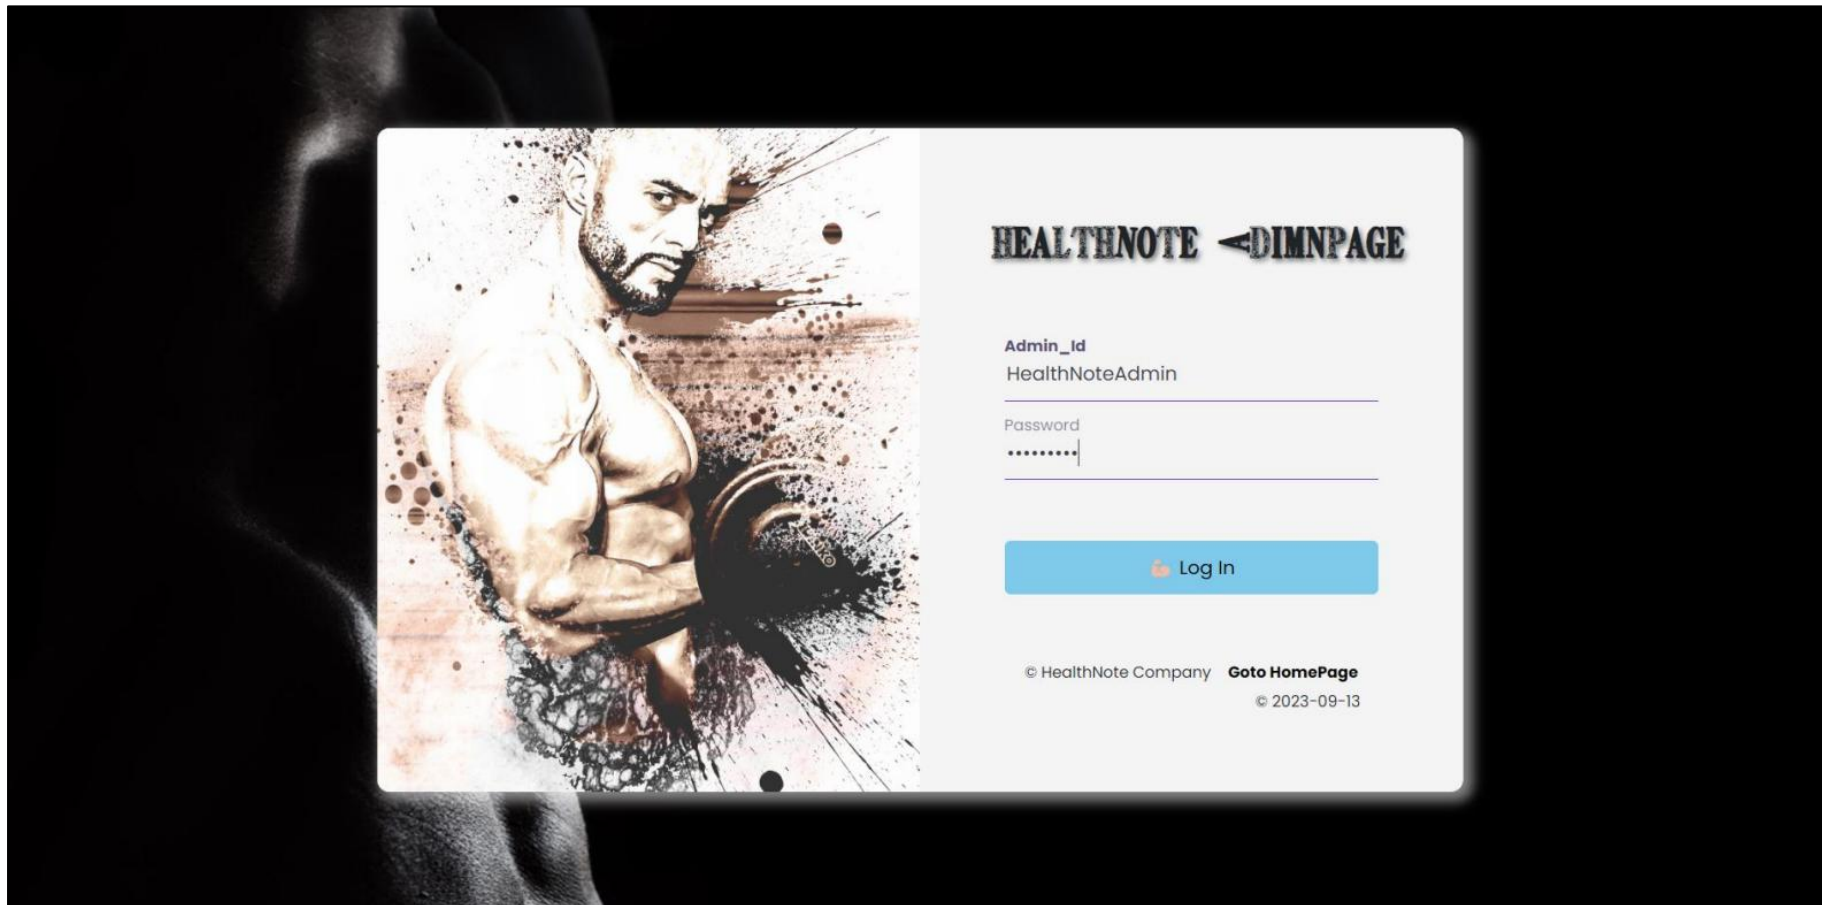 HEALTHNOTE ADIMNPAGE
Admin_Id
HealthNoteAdmin
Password
•••••••••
Log In
© HealthNote Company Goto HomePage
© 2023-09-13